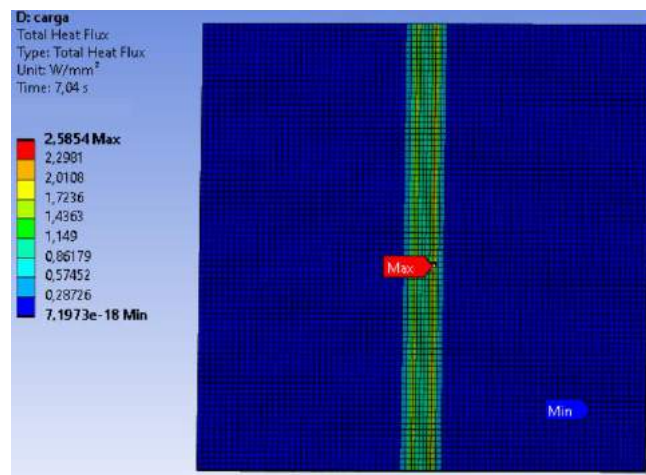 D: carga
Total Heat Flux
Type: Total Heat Flux
Unit: W/mm²
Time: 7,04 s
2,5854 Max
2,2981
2,0108
1,7236
1,4363
1,149
0,86179
0,57452
0,28726
7,1973e-18 Min
Max
Min